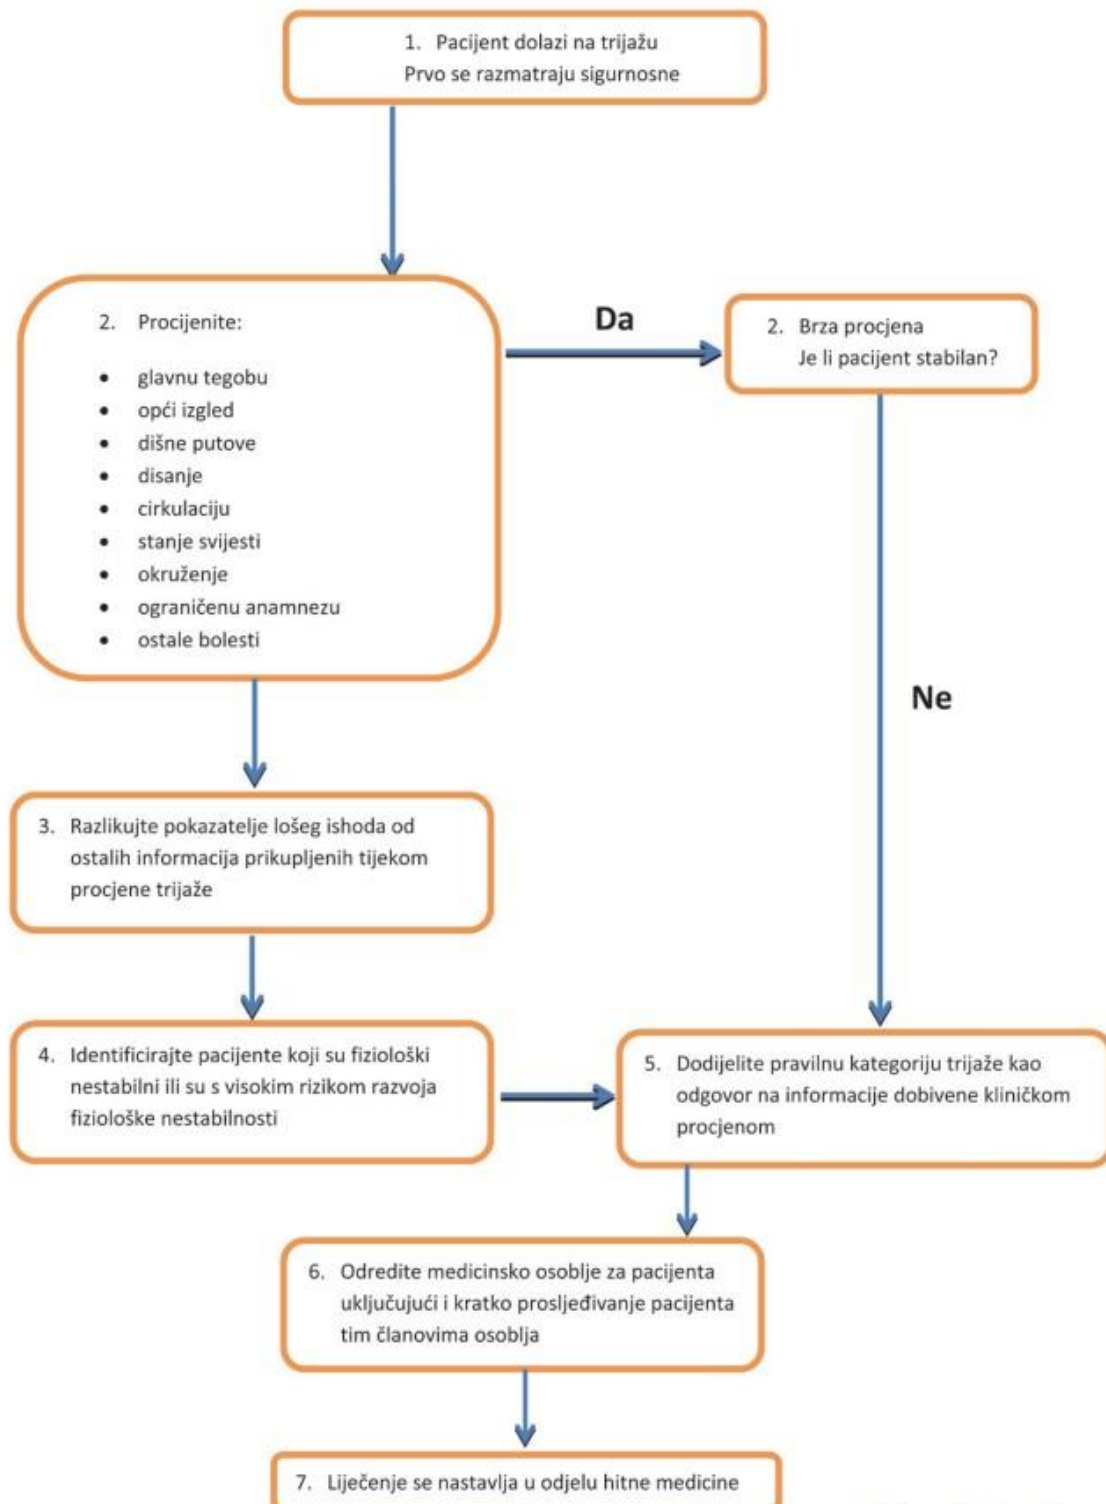 1. Pacijent dolazi na trijažu
Prvo se razmatraju sigurnosne
2. Procijenite:
• glavnu tegobu
• opći izgled
• dišne putove
• disanje
• cirkulaciju
• stanje svijesti
• okruženje
• ograničenu anamnezu
• ostale bolesti
Da
2. Brza procjena
Je li pacijent stabilan?
Ne
3. Razlikujte pokazatelje lošeg ishoda od
ostalih informacija prikupljenih tijekom
procjene trijaže
4. Identificirajte pacijente koji su fiziološki
nestabilni ili su s visokim rizikom razvoja
fiziološke nestabilnosti
5. Dodijelite pravilnu kategoriju trijaže kao
odgovor na informacije dobivene kliničkom
procjenom
6. Odredite medicinsko osoblje za pacijenta
uključujući i kratko prosljeđivanje pacijenta
tim članovima osoblja
7. Liječenje se nastavlja u odjelu hitne medicine